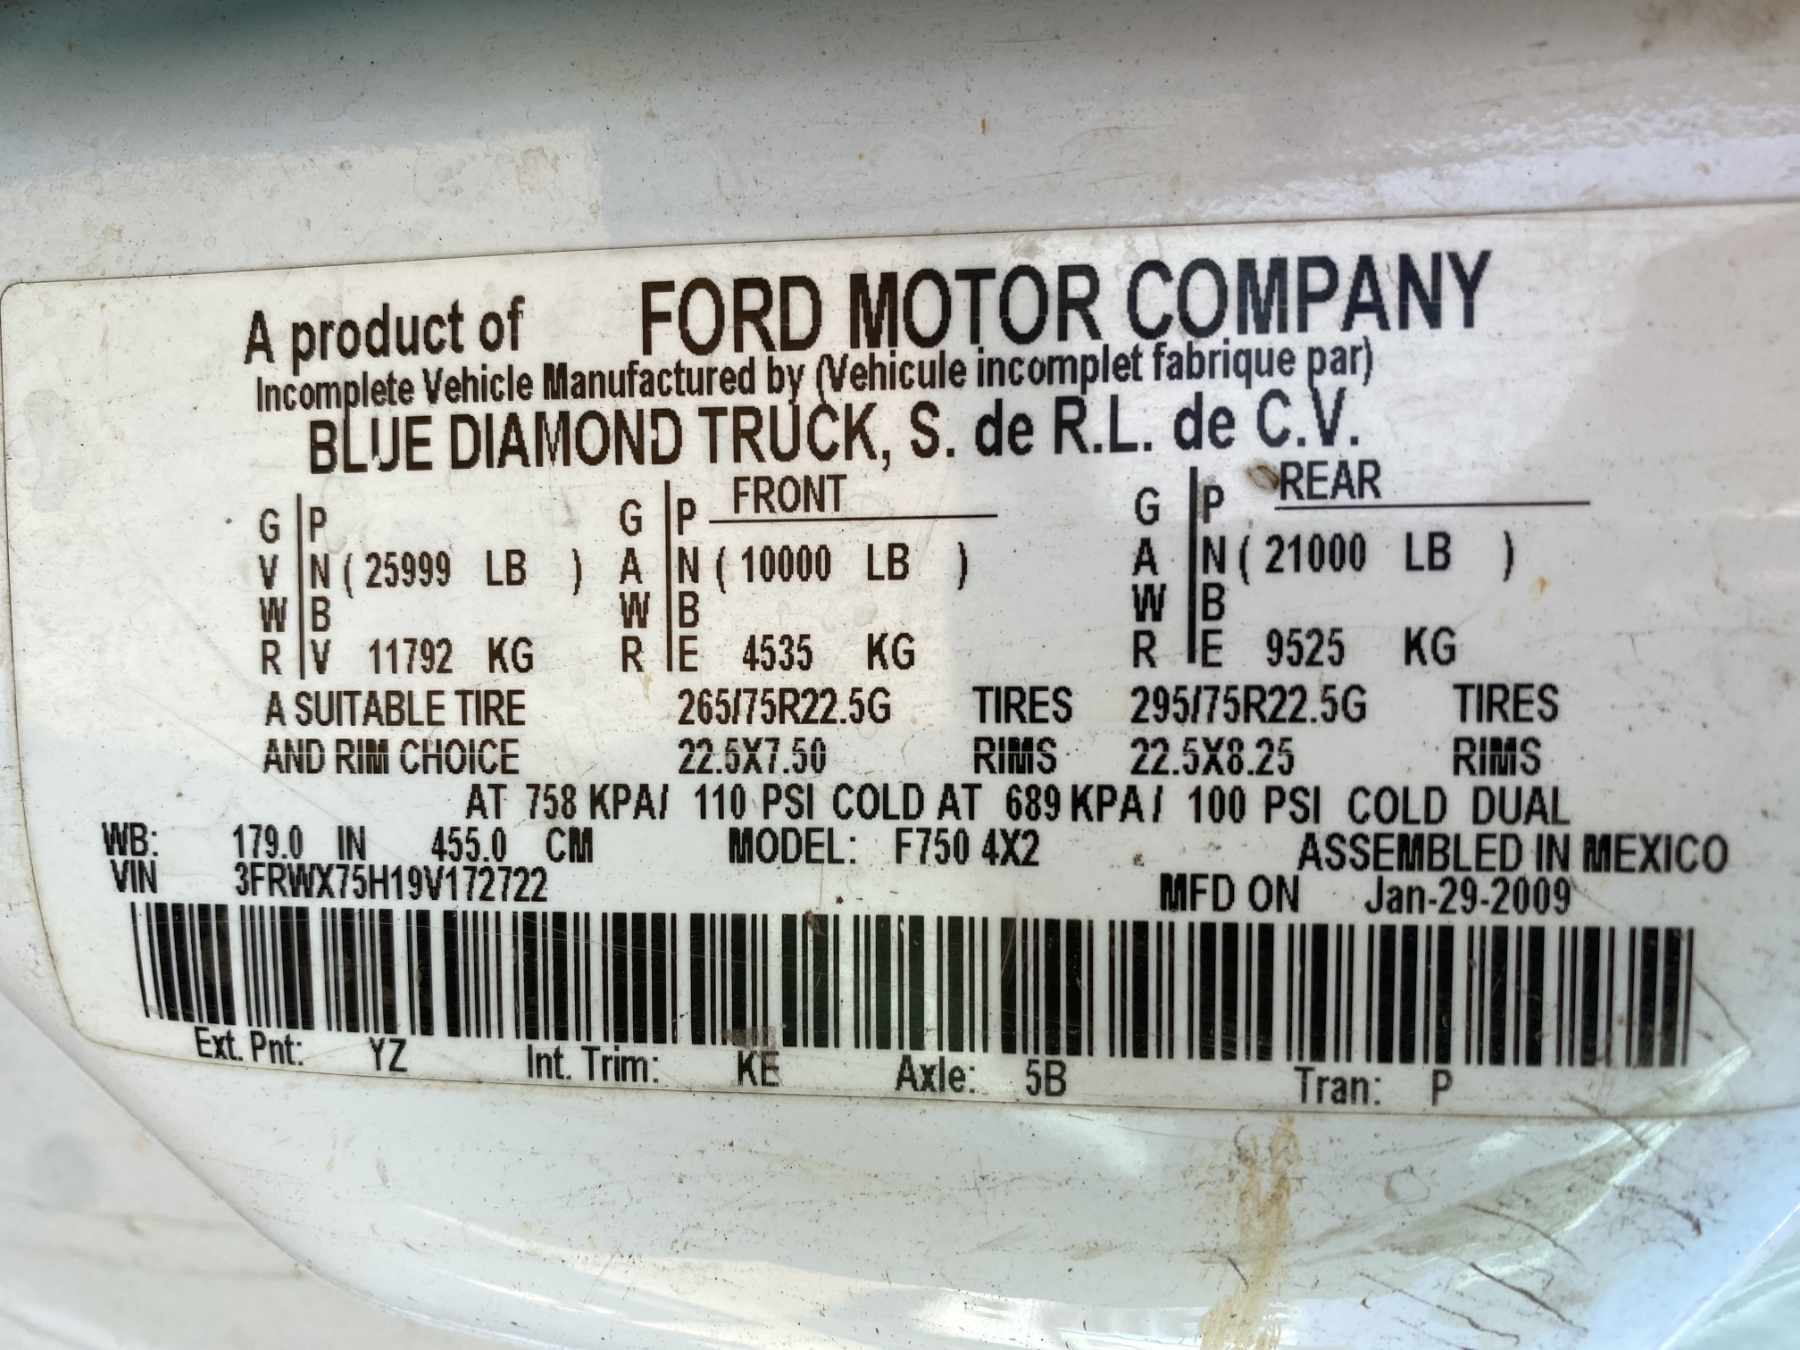 A product of FORD MOTOR COMPANY
Incomplete Vehicle Manufactured by (Vehicule incomplet fabrique par)
BLUE DIAMOND TRUCK, S. de R.L. de C.V.
G P G P FRONT G P REAR
V N ( 25999 LB ) A N ( 10000 LB ) A N ( 21000 LB )
W B W B W B
R V 11792 KG R E 4535 KG R E 9525 KG
A SUITABLE TIRE 265/75R22.5G TIRES 295/75R22.5G TIRES
AND RIM CHOICE 22.5X7.50 RIMS 22.5X8.25 RIMS
AT 758 KPA/ 110 PSI COLD AT 689 KPA/ 100 PSI COLD DUAL
WB: 179.0 IN 455.0 CM MODEL: F750 4X2 ASSEMBLED IN MEXICO
VIN 3FRWX75H19V172722 MFD ON Jan-29-2009
Ext. Pnt: YZ Int. Trim: KE Axle: 5B Tran: P